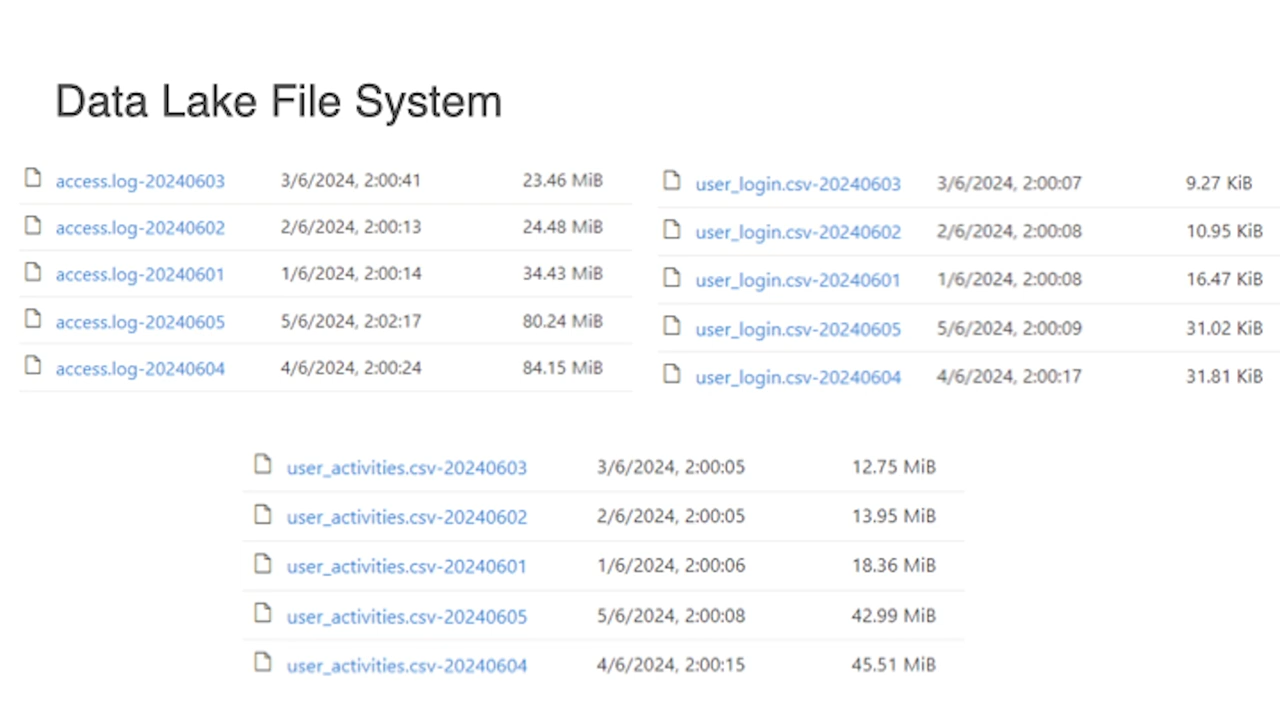 Data Lake File System
access.log-20240603 3/6/2024, 2:00:41 23.46 MiB
access.log-20240602 2/6/2024, 2:00:13 24.48 MiB
access.log-20240601 1/6/2024, 2:00:14 34.43 MiB
access.log-20240605 5/6/2024, 2:02:17 80.24 MiB
access.log-20240604 4/6/2024, 2:00:24 84.15 MiB
user_login.csv-20240603 3/6/2024, 2:00:07 9.27 KiB
user_login.csv-20240602 2/6/2024, 2:00:08 10.95 KiB
user_login.csv-20240601 1/6/2024, 2:00:08 16.47 KiB
user_login.csv-20240605 5/6/2024, 2:00:09 31.02 KiB
user_login.csv-20240604 4/6/2024, 2:00:17 31.81 KiB
user_activities.csv-20240603 3/6/2024, 2:00:05 12.75 MiB
user_activities.csv-20240602 2/6/2024, 2:00:05 13.95 MiB
user_activities.csv-20240601 1/6/2024, 2:00:06 18.36 MiB
user_activities.csv-20240605 5/6/2024, 2:00:08 42.99 MiB
user_activities.csv-20240604 4/6/2024, 2:00:15 45.51 MiB